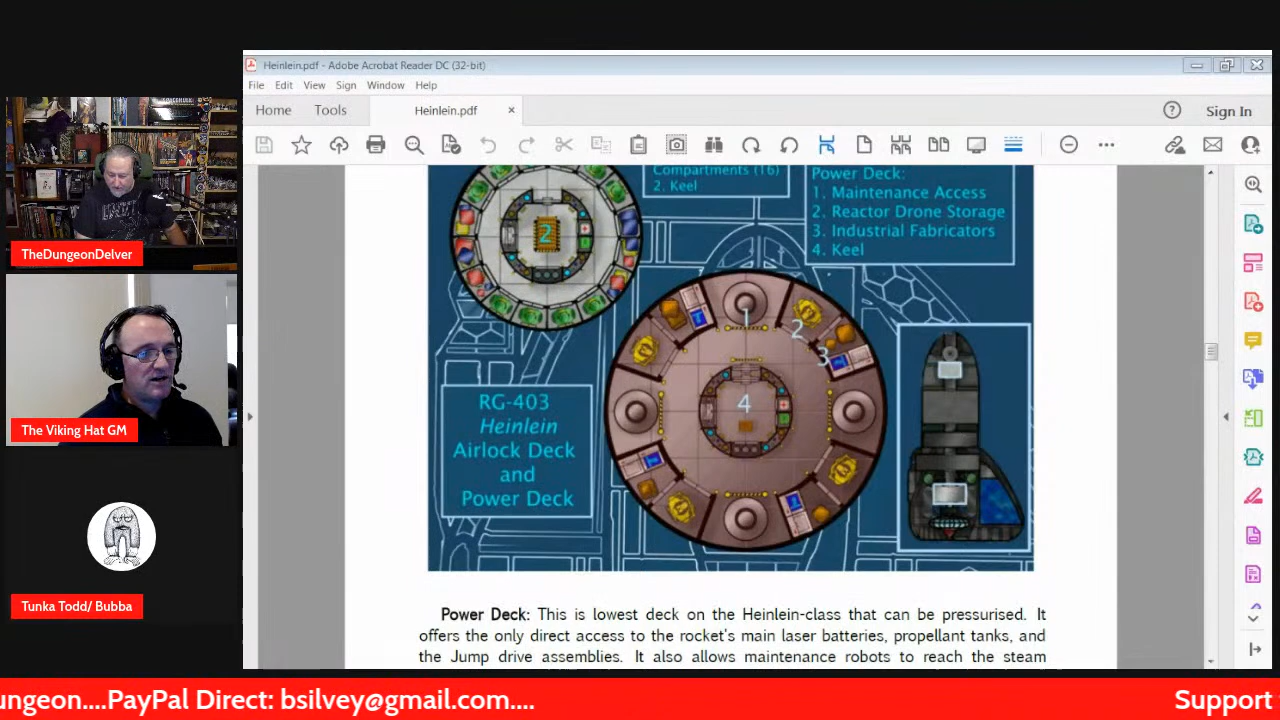 Heinlein.pdf - Adobe Acrobat Reader DC (32-bit)
File Edit View Sign Window Help
Home Tools Heinlein.pdf × Sign In
TheDungeonDelver
The Viking Hat GM
Tunka Todd/ Bubba
Compartments (16)
2. Keel
Power Deck:
1. Maintenance Access
2. Reactor Drone Storage
3. Industrial Fabricators
4. Keel
2
1
2
3
4
RG-403
Heinlein
Airlock Deck
and
Power Deck
Power Deck: This is lowest deck on the Heinlein-class that can be pressurised. It
offers the only direct access to the rocket's main laser batteries, propellant tanks, and
the Jump drive assemblies. It also allows maintenance robots to reach the steam
ungeon....PayPal Direct: bsilvey@gmail.com.... Support